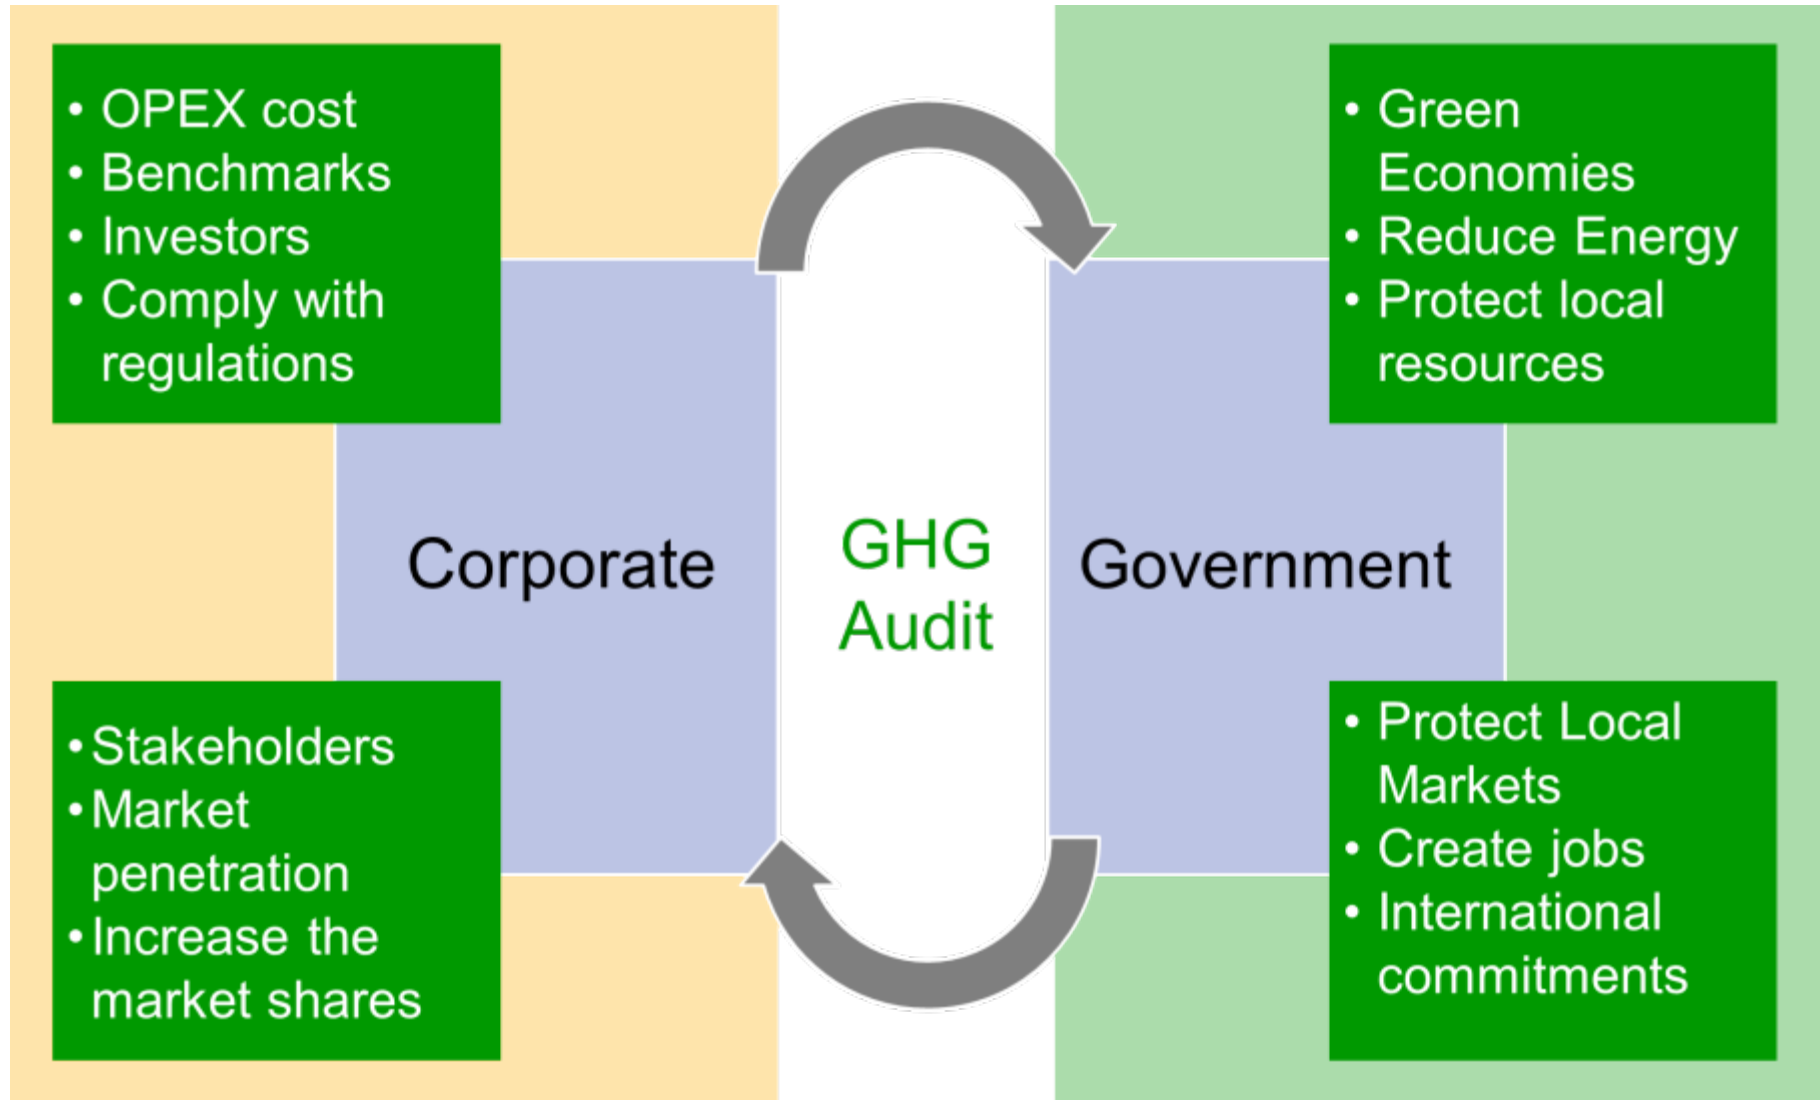 • OPEX cost
• Benchmarks
• Investors
• Comply with
regulations
• Green
Economies
• Reduce Energy
• Protect local
resources
Corporate
GHG
Audit
Government
• Stakeholders
• Market
penetration
• Increase the
market shares
• Protect Local
Markets
• Create jobs
• International
commitments